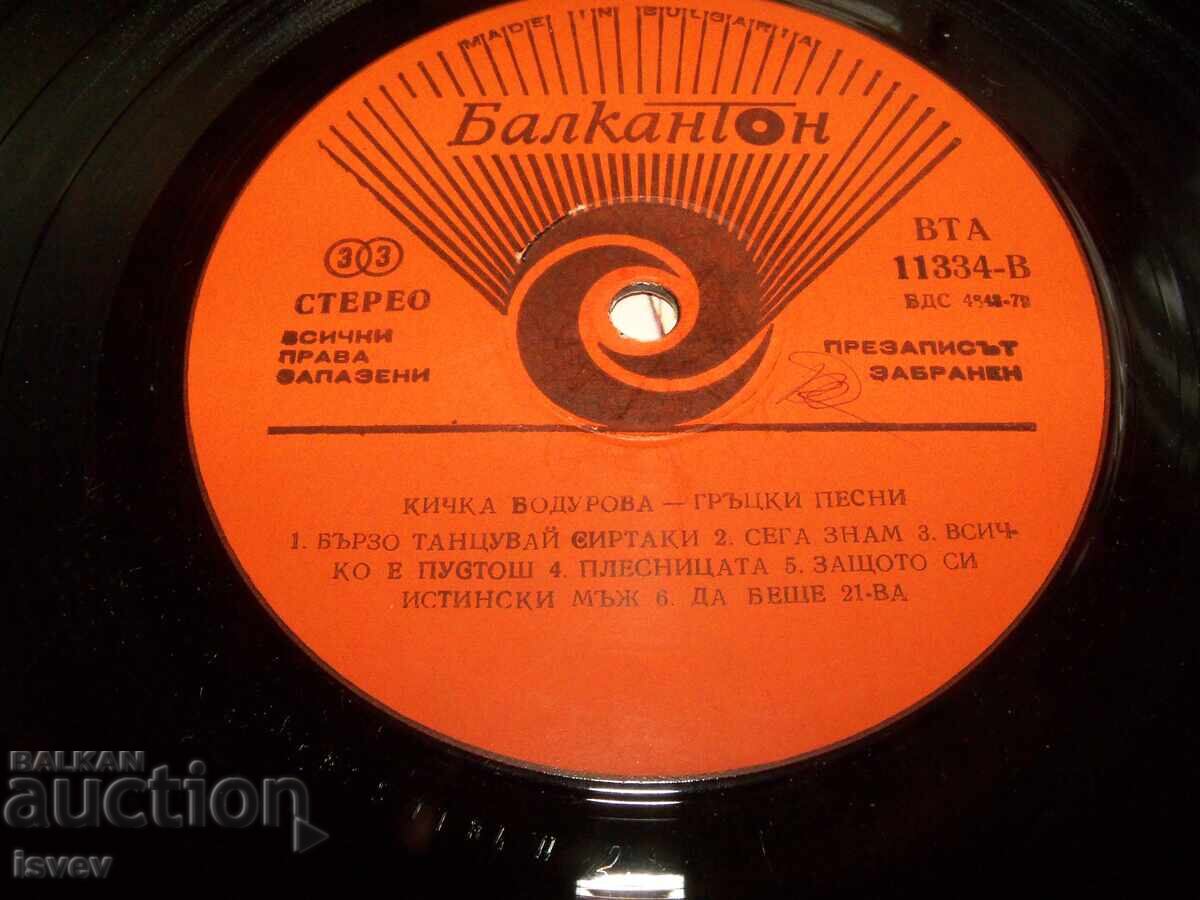 MADE IN BULGARIA
Балкантон
33
СТЕРЕО
ВСИЧКИ
ПРАВА
ЗАПАЗЕНИ
ВТА
11334-В
БДС
ПРЕЗАПИСЪТ
ЗАБРАНЕН
КИЧКА БОДУРОВА — ГРЪЦКИ ПЕСНИ
1. БЪРЗО ТАНЦУВАЙ СИРТАКИ 2. СЕГА ЗНАМ 3. ВСИЧ-
КО Е ПУСТОШ 4. ПЛЕСНИЦАТА 5. ЗАЩОТО СИ
ИСТИНСКИ МЪЖ 6. ДА БЕШЕ 21-ВА
BALKAN
auction
isvev